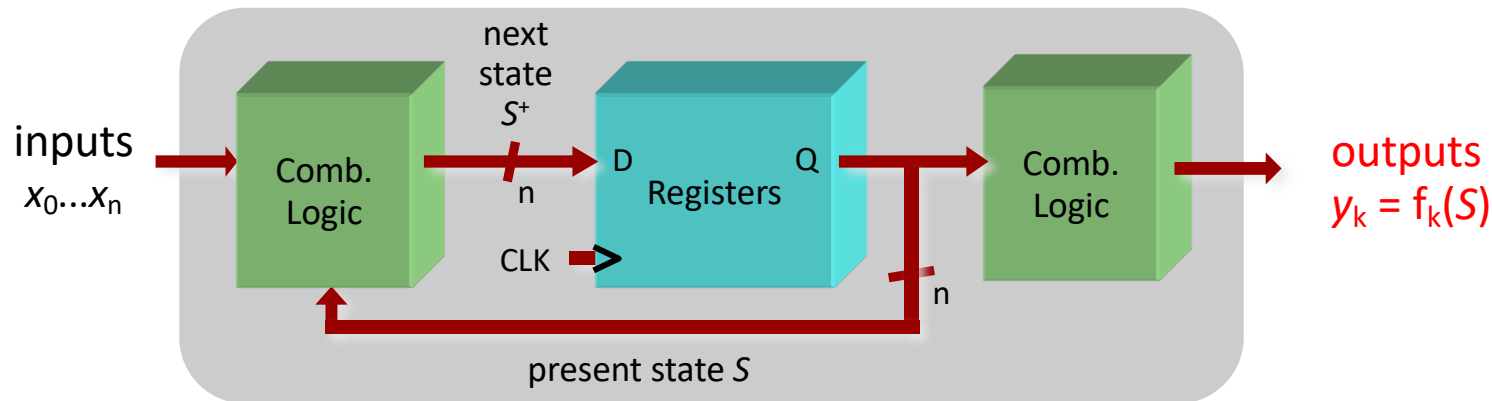 next
state
S⁺
inputs
x₀...xₙ
Comb.
Logic
n
D
Q
Registers
CLK
n
Comb.
Logic
outputs
yₖ = fₖ(S)
present state S